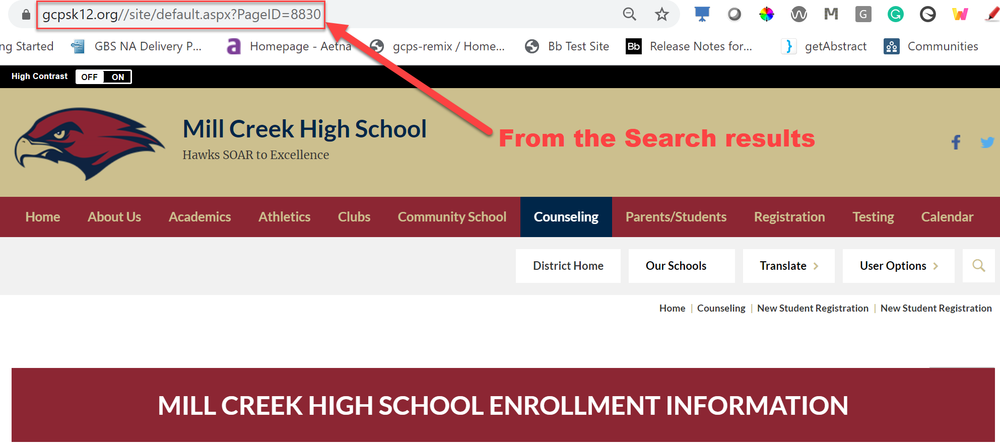 gcpsk12.org//site/default.aspx?PageID=8830
ng Started GBS NA Delivery P... a Homepage - Aetna gcps-remix / Home... Bb Test Site Bb Release Notes for... } getAbstract Communities
High Contrast OFF ON
Mill Creek High School
Hawks SOAR to Excellence
From the Search results
Home About Us Academics Athletics Clubs Community School Counseling Parents/Students Registration Testing Calendar
District Home Our Schools Translate > User Options >
Home | Counseling | New Student Registration | New Student Registration
MILL CREEK HIGH SCHOOL ENROLLMENT INFORMATION